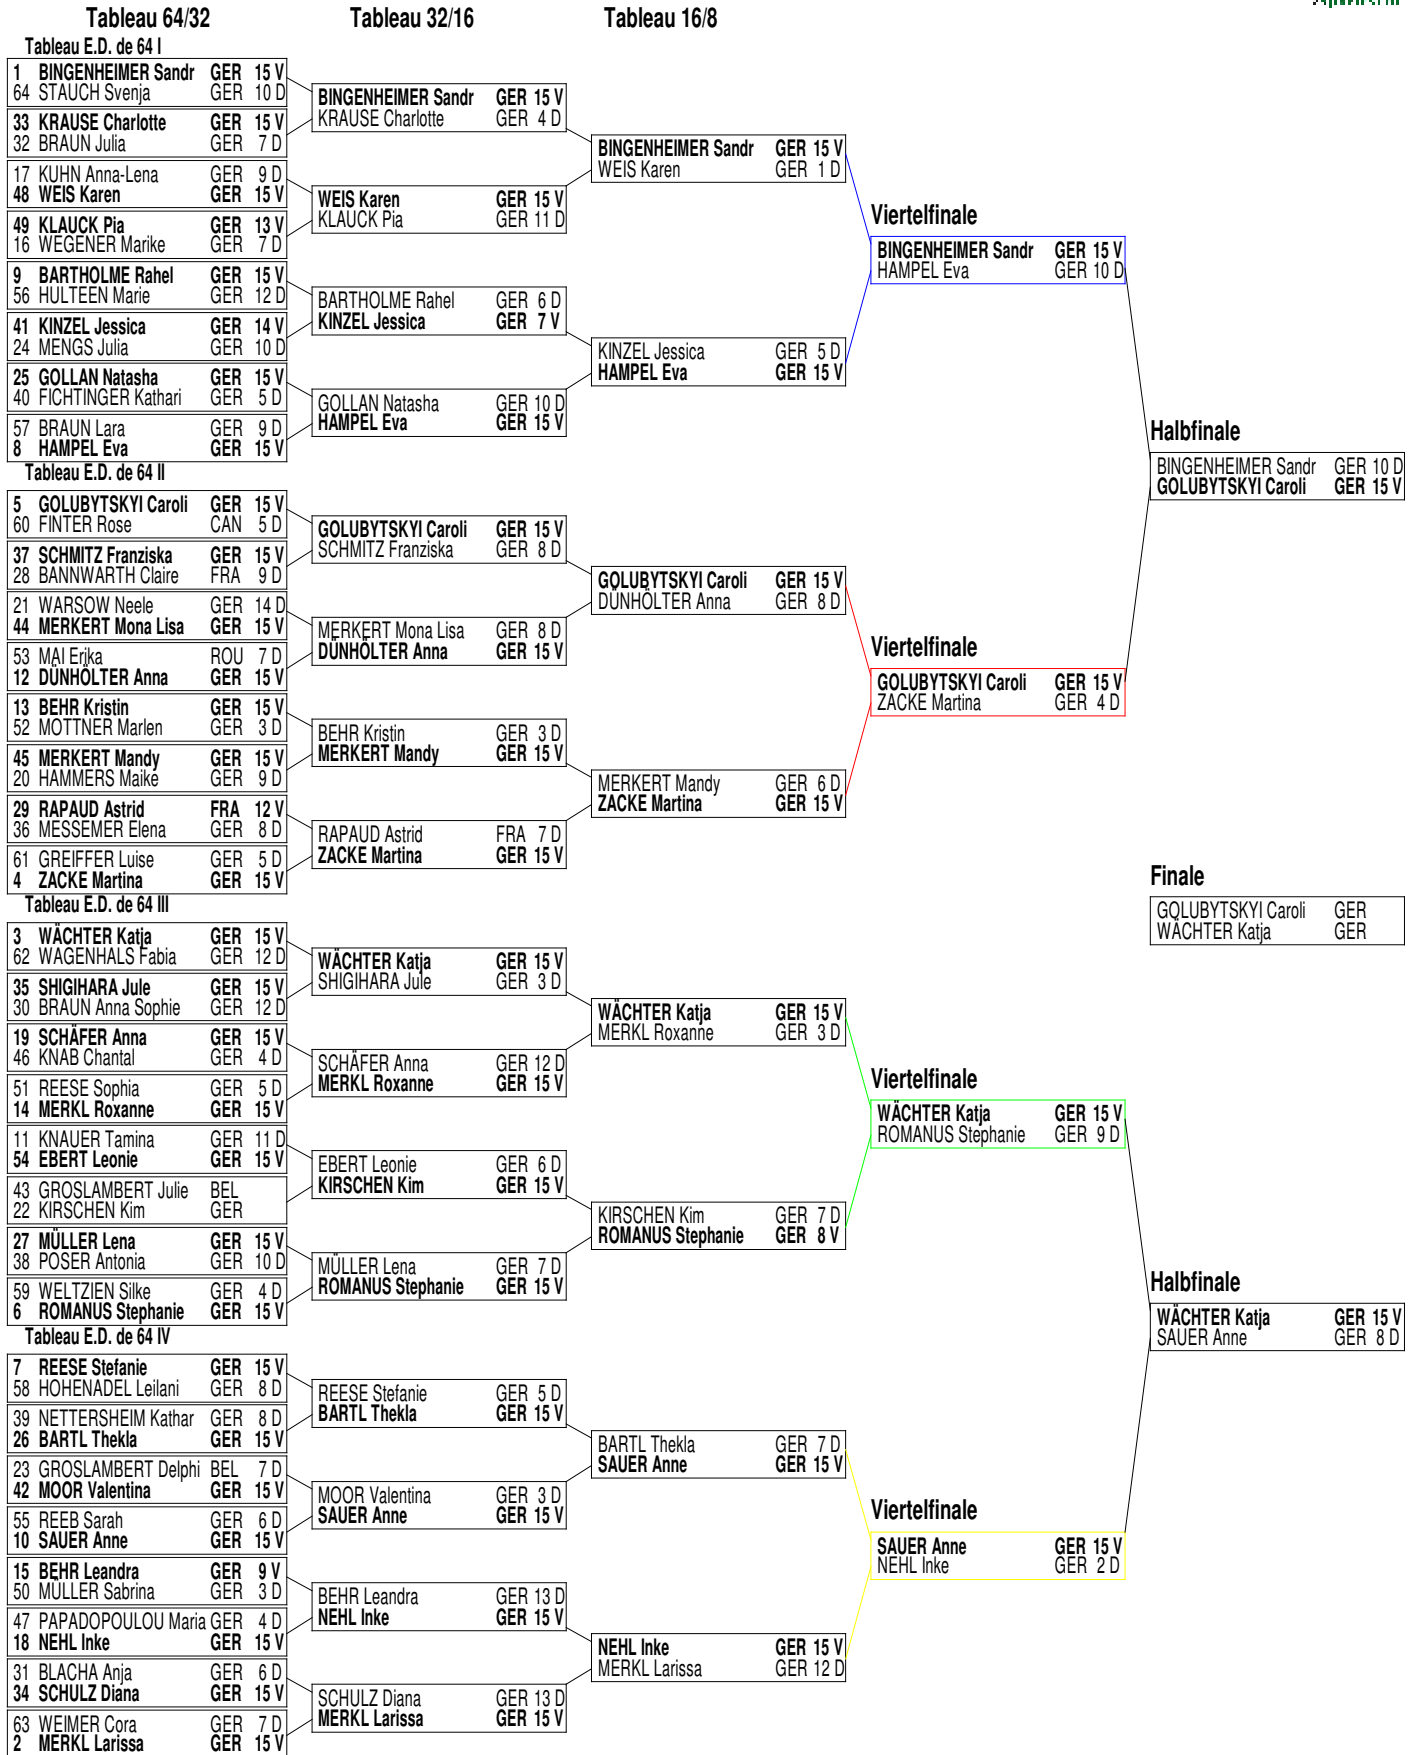 Tableau 64/32
Tableau 32/16
Tableau 16/8
Tableau E.D. de 64 I
1 BINGENHEIMER Sandr GER 15 V
64 STAUCH Svenja GER 10 D
33 KRAUSE Charlotte GER 15 V
32 BRAUN Julia GER 7 D
17 KUHN Anna-Lena GER 9 D
48 WEIS Karen GER 15 V
49 KLAUCK Pia GER 13 V
16 WEGENER Marike GER 7 D
9 BARTHOLME Rahel GER 15 V
56 HULTEEN Marie GER 12 D
41 KINZEL Jessica GER 14 V
24 MENGS Julia GER 10 D
25 GOLLAN Natasha GER 15 V
40 FICHTINGER Kathari GER 5 D
57 BRAUN Lara GER 9 D
8 HAMPEL Eva GER 15 V
Tableau E.D. de 64 II
5 GOLUBYTSKYI Caroli GER 15 V
60 FINTER Rose CAN 5 D
37 SCHMITZ Franziska GER 15 V
28 BANNWARTH Claire FRA 9 D
21 WARSOW Neele GER 14 D
44 MERKERT Mona Lisa GER 15 V
53 MAI Erika ROU 7 D
12 DÜNHÖLTER Anna GER 15 V
13 BEHR Kristin GER 15 V
52 MOTTNER Marlen GER 3 D
45 MERKERT Mandy GER 15 V
20 HAMMERS Maike GER 9 D
29 RAPAUD Astrid FRA 12 V
36 MESSEMER Elena GER 8 D
61 GREIFFER Luise GER 5 D
4 ZACKE Martina GER 15 V
Tableau E.D. de 64 III
3 WÄCHTER Katja GER 15 V
62 WAGENHALS Fabia GER 12 D
35 SHIGIHARA Jule GER 15 V
30 BRAUN Anna Sophie GER 12 D
19 SCHÄFER Anna GER 15 V
46 KNAB Chantal GER 4 D
51 REESE Sophia GER 5 D
14 MERKL Roxanne GER 15 V
11 KNAUER Tamina GER 11 D
54 EBERT Leonie GER 15 V
43 GROSLAMBERT Julie BEL
22 KIRSCHEN Kim GER
27 MÜLLER Lena GER 15 V
38 POSER Antonia GER 10 D
59 WELTZIEN Silke GER 4 D
6 ROMANUS Stephanie GER 15 V
Tableau E.D. de 64 IV
7 REESE Stefanie GER 15 V
58 HOHENADEL Leilani GER 8 D
39 NETTERSHEIM Kathar GER 8 D
26 BARTL Thekla GER 15 V
23 GROSLAMBERT Delphi BEL 7 D
42 MOOR Valentina GER 15 V
55 REEB Sarah GER 6 D
10 SAUER Anne GER 15 V
15 BEHR Leandra GER 9 V
50 MÜLLER Sabrina GER 3 D
47 PAPADOPOULOU Maria GER 4 D
18 NEHL Inke GER 15 V
31 BLACHA Anja GER 6 D
34 SCHULZ Diana GER 15 V
63 WEIMER Cora GER 7 D
2 MERKL Larissa GER 15 V
BINGENHEIMER Sandr GER 15 V
KRAUSE Charlotte GER 4 D
WEIS Karen GER 15 V
KLAUCK Pia GER 11 D
BARTHOLME Rahel GER 6 D
KINZEL Jessica GER 7 V
GOLLAN Natasha GER 10 D
HAMPEL Eva GER 15 V
GOLUBYTSKYI Caroli GER 15 V
SCHMITZ Franziska GER 8 D
MERKERT Mona Lisa GER 8 D
DÜNHÖLTER Anna GER 15 V
BEHR Kristin GER 3 D
MERKERT Mandy GER 15 V
RAPAUD Astrid FRA 7 D
ZACKE Martina GER 15 V
WÄCHTER Katja GER 15 V
SHIGIHARA Jule GER 3 D
SCHÄFER Anna GER 12 D
MERKL Roxanne GER 15 V
EBERT Leonie GER 6 D
KIRSCHEN Kim GER 15 V
MÜLLER Lena GER 7 D
ROMANUS Stephanie GER 15 V
REESE Stefanie GER 5 D
BARTL Thekla GER 15 V
MOOR Valentina GER 3 D
SAUER Anne GER 15 V
BEHR Leandra GER 13 D
NEHL Inke GER 15 V
SCHULZ Diana GER 13 D
MERKL Larissa GER 15 V
BINGENHEIMER Sandr GER 15 V
WEIS Karen GER 1 D
KINZEL Jessica GER 5 D
HAMPEL Eva GER 15 V
GOLUBYTSKYI Caroli GER 15 V
DÜNHÖLTER Anna GER 8 D
MERKERT Mandy GER 6 D
ZACKE Martina GER 15 V
WÄCHTER Katja GER 15 V
MERKL Roxanne GER 3 D
KIRSCHEN Kim GER 7 D
ROMANUS Stephanie GER 8 V
BARTL Thekla GER 7 D
SAUER Anne GER 15 V
NEHL Inke GER 15 V
MERKL Larissa GER 12 D
Viertelfinale
BINGENHEIMER Sandr GER 15 V
HAMPEL Eva GER 10 D
Viertelfinale
GOLUBYTSKYI Caroli GER 15 V
ZACKE Martina GER 4 D
Viertelfinale
WÄCHTER Katja GER 15 V
ROMANUS Stephanie GER 9 D
Viertelfinale
SAUER Anne GER 15 V
NEHL Inke GER 2 D
Halbfinale
BINGENHEIMER Sandr GER 10 D
GOLUBYTSKYI Caroli GER 15 V
Finale
GOLUBYTSKYI Caroli GER
WÄCHTER Katja GER
Halbfinale
WÄCHTER Katja GER 15 V
SAUER Anne GER 8 D